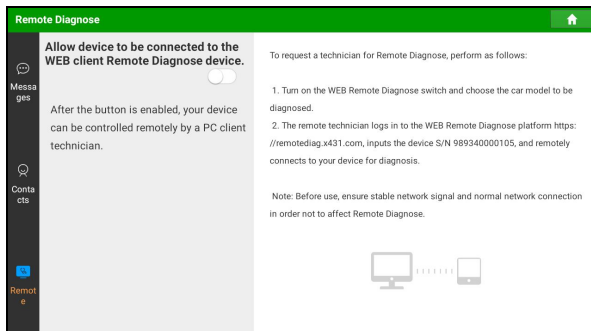 Remote Diagnose
Messa
ges
Conta
cts
Remot
e
Allow device to be connected to the
WEB client Remote Diagnose device.
After the button is enabled, your device
can be controlled remotely by a PC client
technician.
To request a technician for Remote Diagnose, perform as follows:
1. Turn on the WEB Remote Diagnose switch and choose the car model to be
diagnosed.
2. The remote technician logs in to the WEB Remote Diagnose platform https:
//remotediag.x431.com, inputs the device S/N 989340000105, and remotely
connects to your device for diagnosis.
Note: Before use, ensure stable network signal and normal network connection
in order not to affect Remote Diagnose.